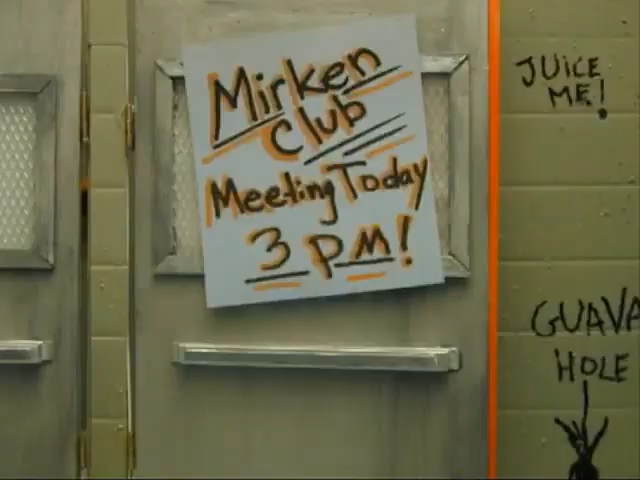 Mirken
Club
Meeting Today
3 pm!
JUICE
ME!
GUAVA
HOLE